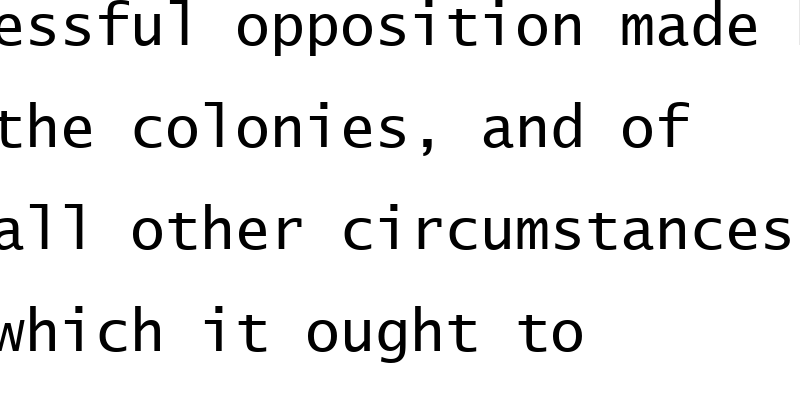 essful opposition made
the colonies, and of
all other circumstances
which it ought to